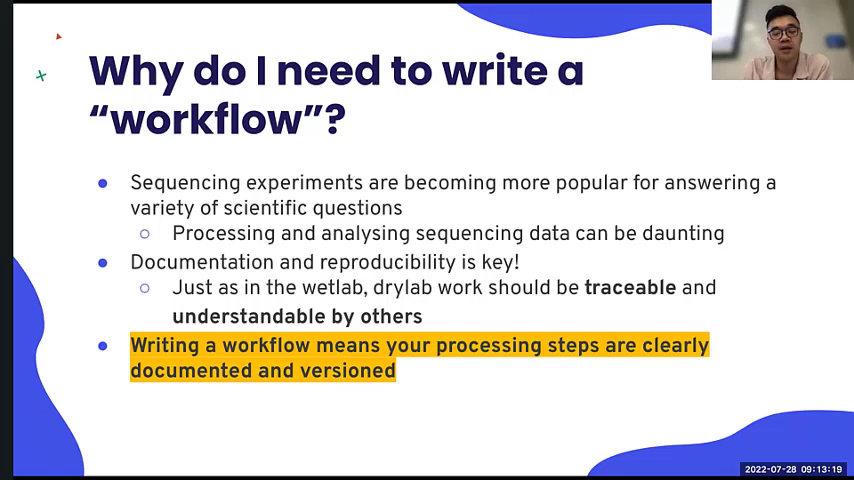 Why do I need to write a
“workflow”?
● Sequencing experiments are becoming more popular for answering a
variety of scientific questions
○ Processing and analysing sequencing data can be daunting
● Documentation and reproducibility is key!
○ Just as in the wetlab, drylab work should be traceable and
understandable by others
● Writing a workflow means your processing steps are clearly
documented and versioned
2022-07-28 09:13:19